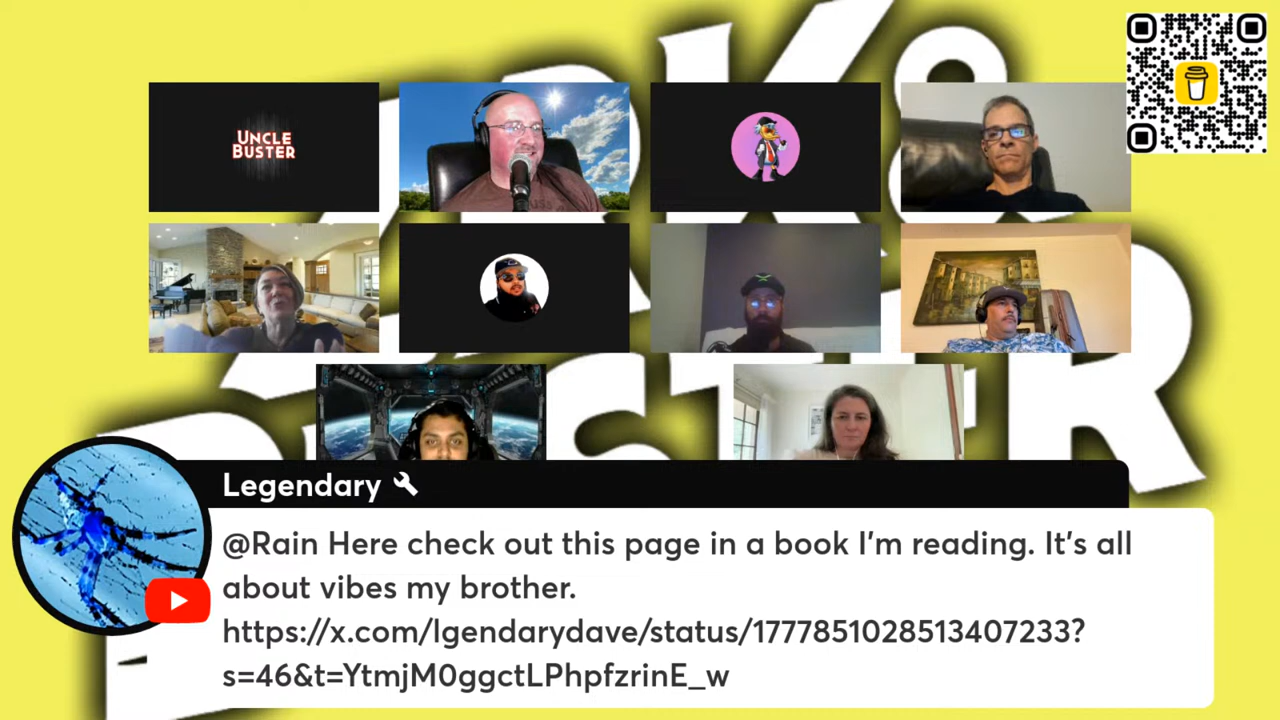 UNCLE
BUSTER
Legendary
@Rain Here check out this page in a book I'm reading. It's all
about vibes my brother.
https://x.com/lgendarydave/status/1777851028513407233?
s=46&t=YtmjM0ggctLPhpfzrinE_w